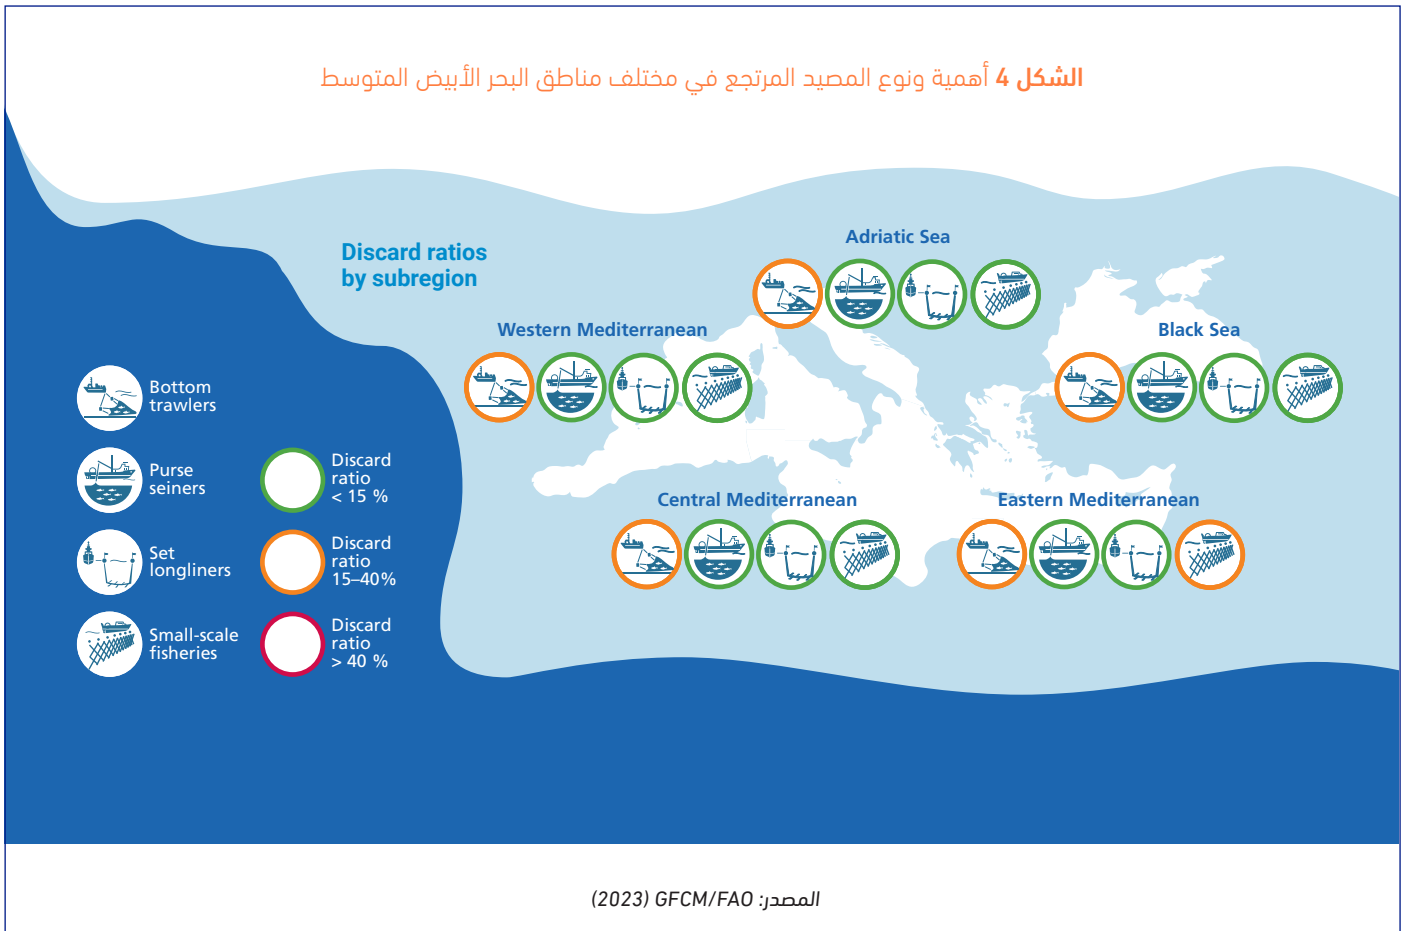 الشكل 4 أهمية ونوع المصيد المرتجع في مختلف مناطق البحر الأبيض المتوسط
Discard ratios
by subregion
Adriatic Sea
Western Mediterranean
Black Sea
Central Mediterranean
Eastern Mediterranean
Bottom
trawlers
Purse
seiners
Set
longliners
Small-scale
fisheries
Discard
ratio
< 15 %
Discard
ratio
15–40%
Discard
ratio
> 40 %
المصدر: GFCM/FAO (2023)